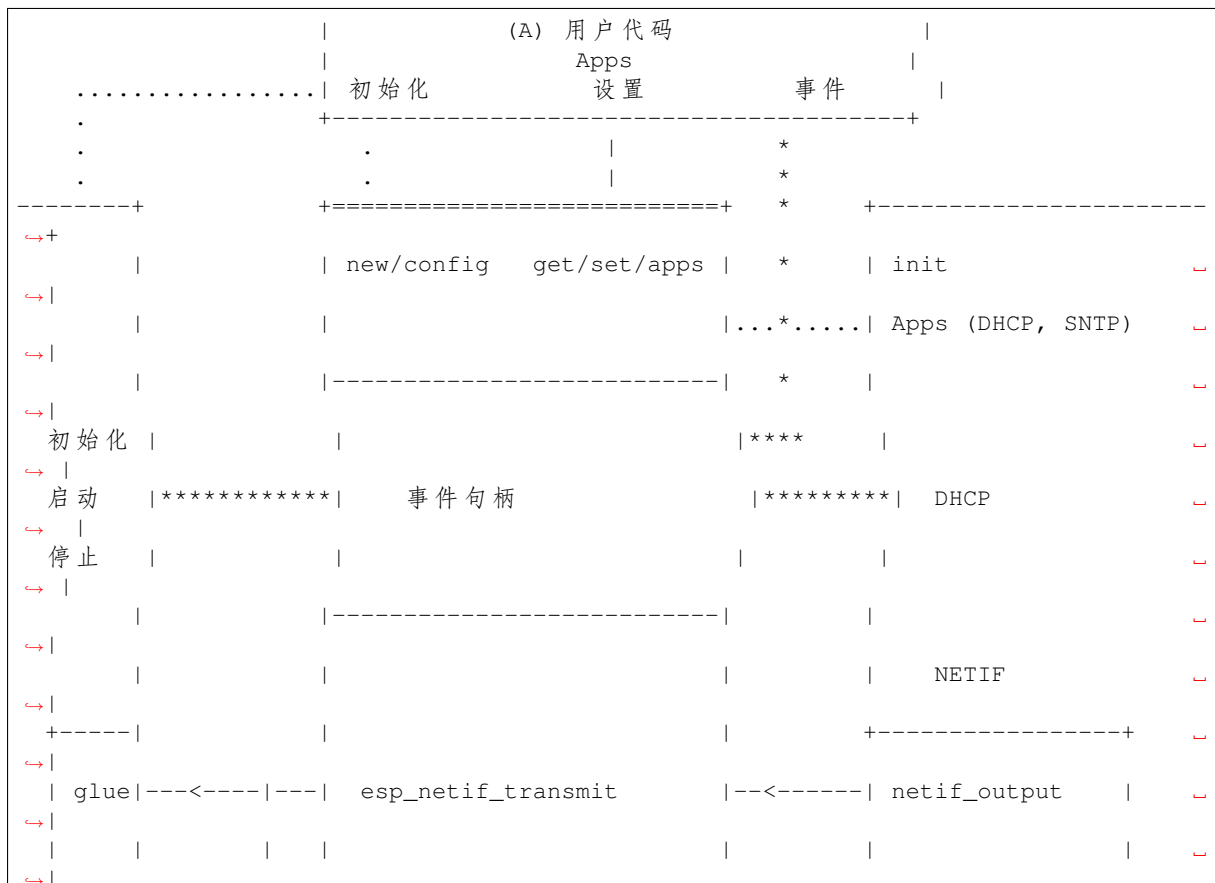 |            (A) 用户代码                     |
                          |                 Apps                       |
     .................| 初始化              设置            事件        |
     .                    +----------------------------------------+
     .                       .                    |             *
     .                       .                    |             *
--------+                +===========================+   *      +-----------------------
↪+
          |               | new/config   get/set/apps |   *      | init                    ␣
↪|
          |               |                           |...*.....| Apps (DHCP, SNTP)       ␣
↪|
          |               |---------------------------|   *      |                         ␣
↪|
   初始化 |               |                            |****      |                         ␣
↪ |
   启动   |************|     事件句柄                 |*********|   DHCP                  ␣
↪  |
   停止   |               |                            |          |                         ␣
↪ |
          |               |---------------------------|          |                         ␣
↪|
          |               |                           |          |    NETIF                ␣
↪|
   +-----|               |                           |          +-----------------+       ␣
↪|
   | glue|---<----|---|  esp_netif_transmit        |--<------| netif_output     |       ␣
↪|
   |      |         |   |                           |          |                  |       ␣
↪|